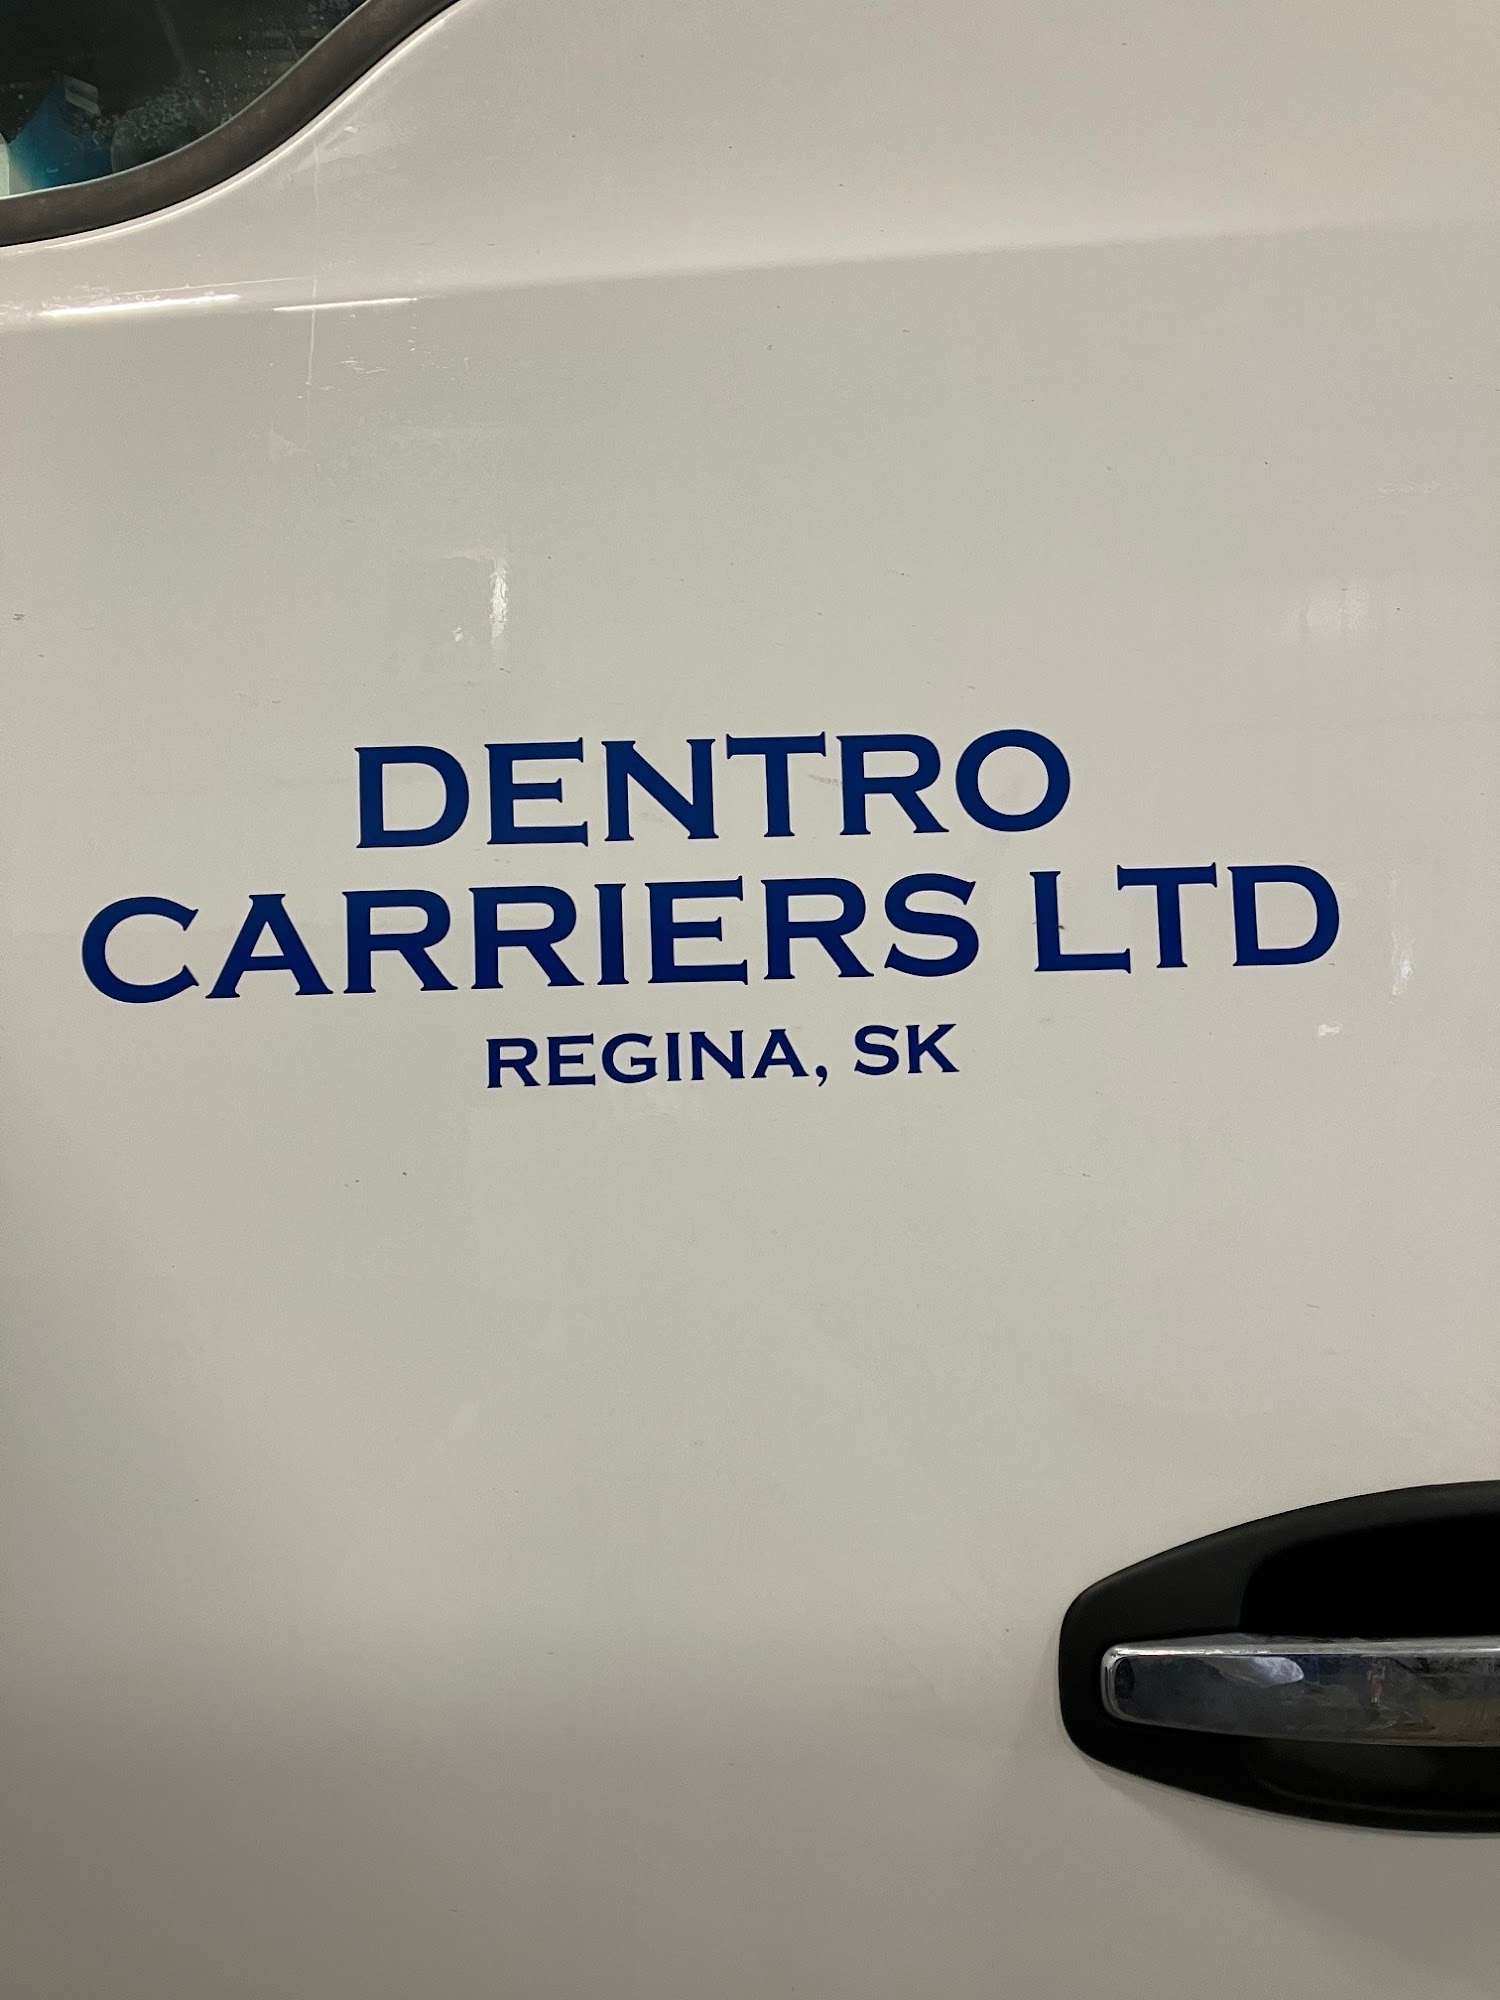 DENTRO
CARRIERS LTD
REGINA, SK